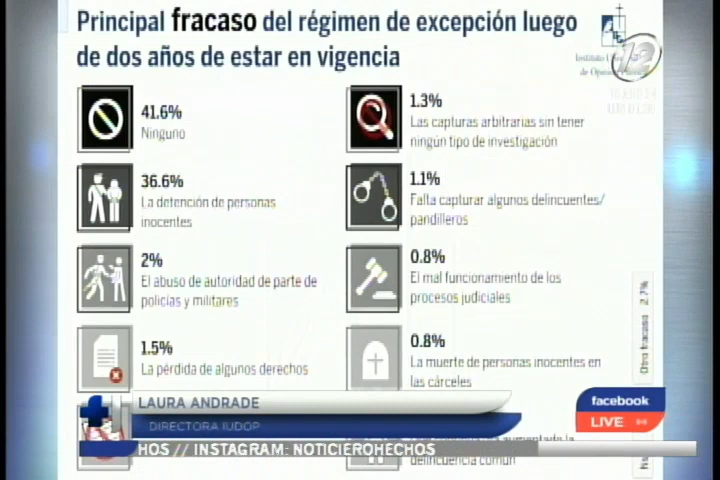 Principal fracaso del régimen de excepción luego
de dos años de estar en vigencia
12
41.6%
Ninguno
36.6%
La detención de personas
inocentes
2%
El abuso de autoridad de parte de
policías y militares
1.5%
La pérdida de algunos derechos
1.3%
Las capturas arbitrarias sin tener
ningún tipo de investigación
1.1%
Falta capturar algunos delincuentes/
pandilleros
0.8%
El mal funcionamiento de los
procesos judiciales
0.8%
La muerte de personas inocentes en
las cárceles
delincuencia común
Otro fracaso 2.7%
LAURA ANDRADE
DIRECTORA IUDOP
HOS // INSTAGRAM: NOTICIEROHECHOS
facebook
LIVE